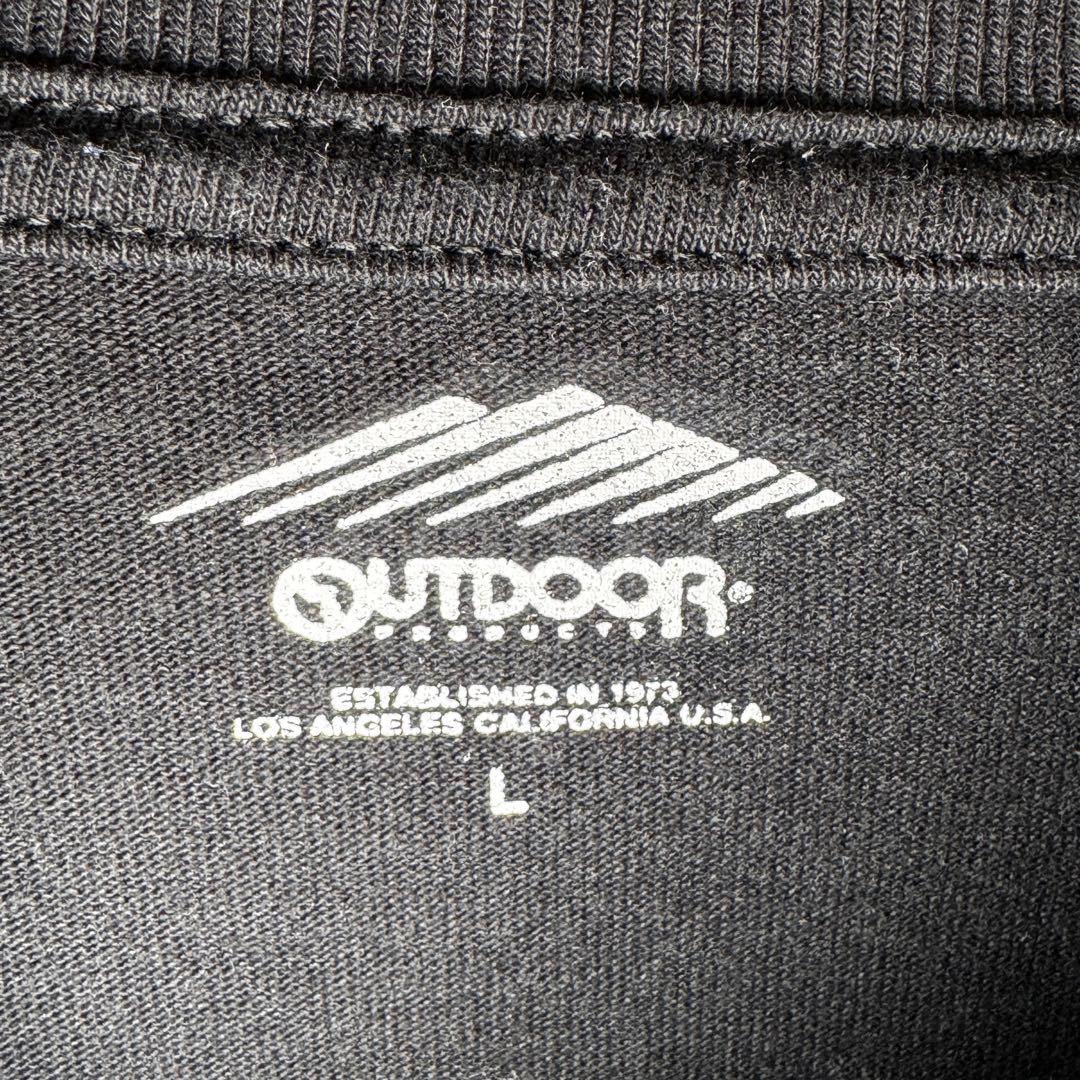 OUTDOOR®
PRODUCTS
ESTABLISHED IN 1973
LOS ANGELES CALIFORNIA U.S.A.
L